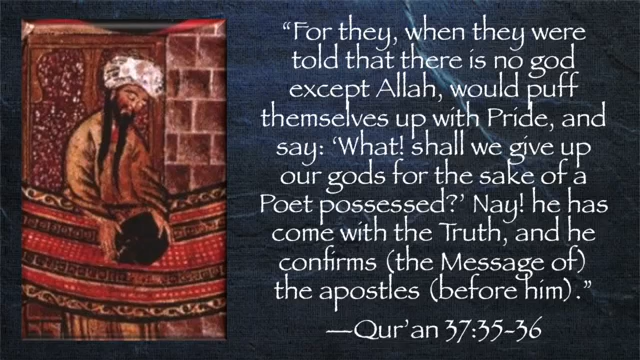 “For they, when they were
told that there is no god
except Allah, would puff
themselves up with Pride, and
say: ‘What! shall we give up
our gods for the sake of a
Poet possessed?’ Nay! he has
come with the Truth, and he
confirms (the Message of)
the apostles (before him).”
—Qur’an 37:35-36